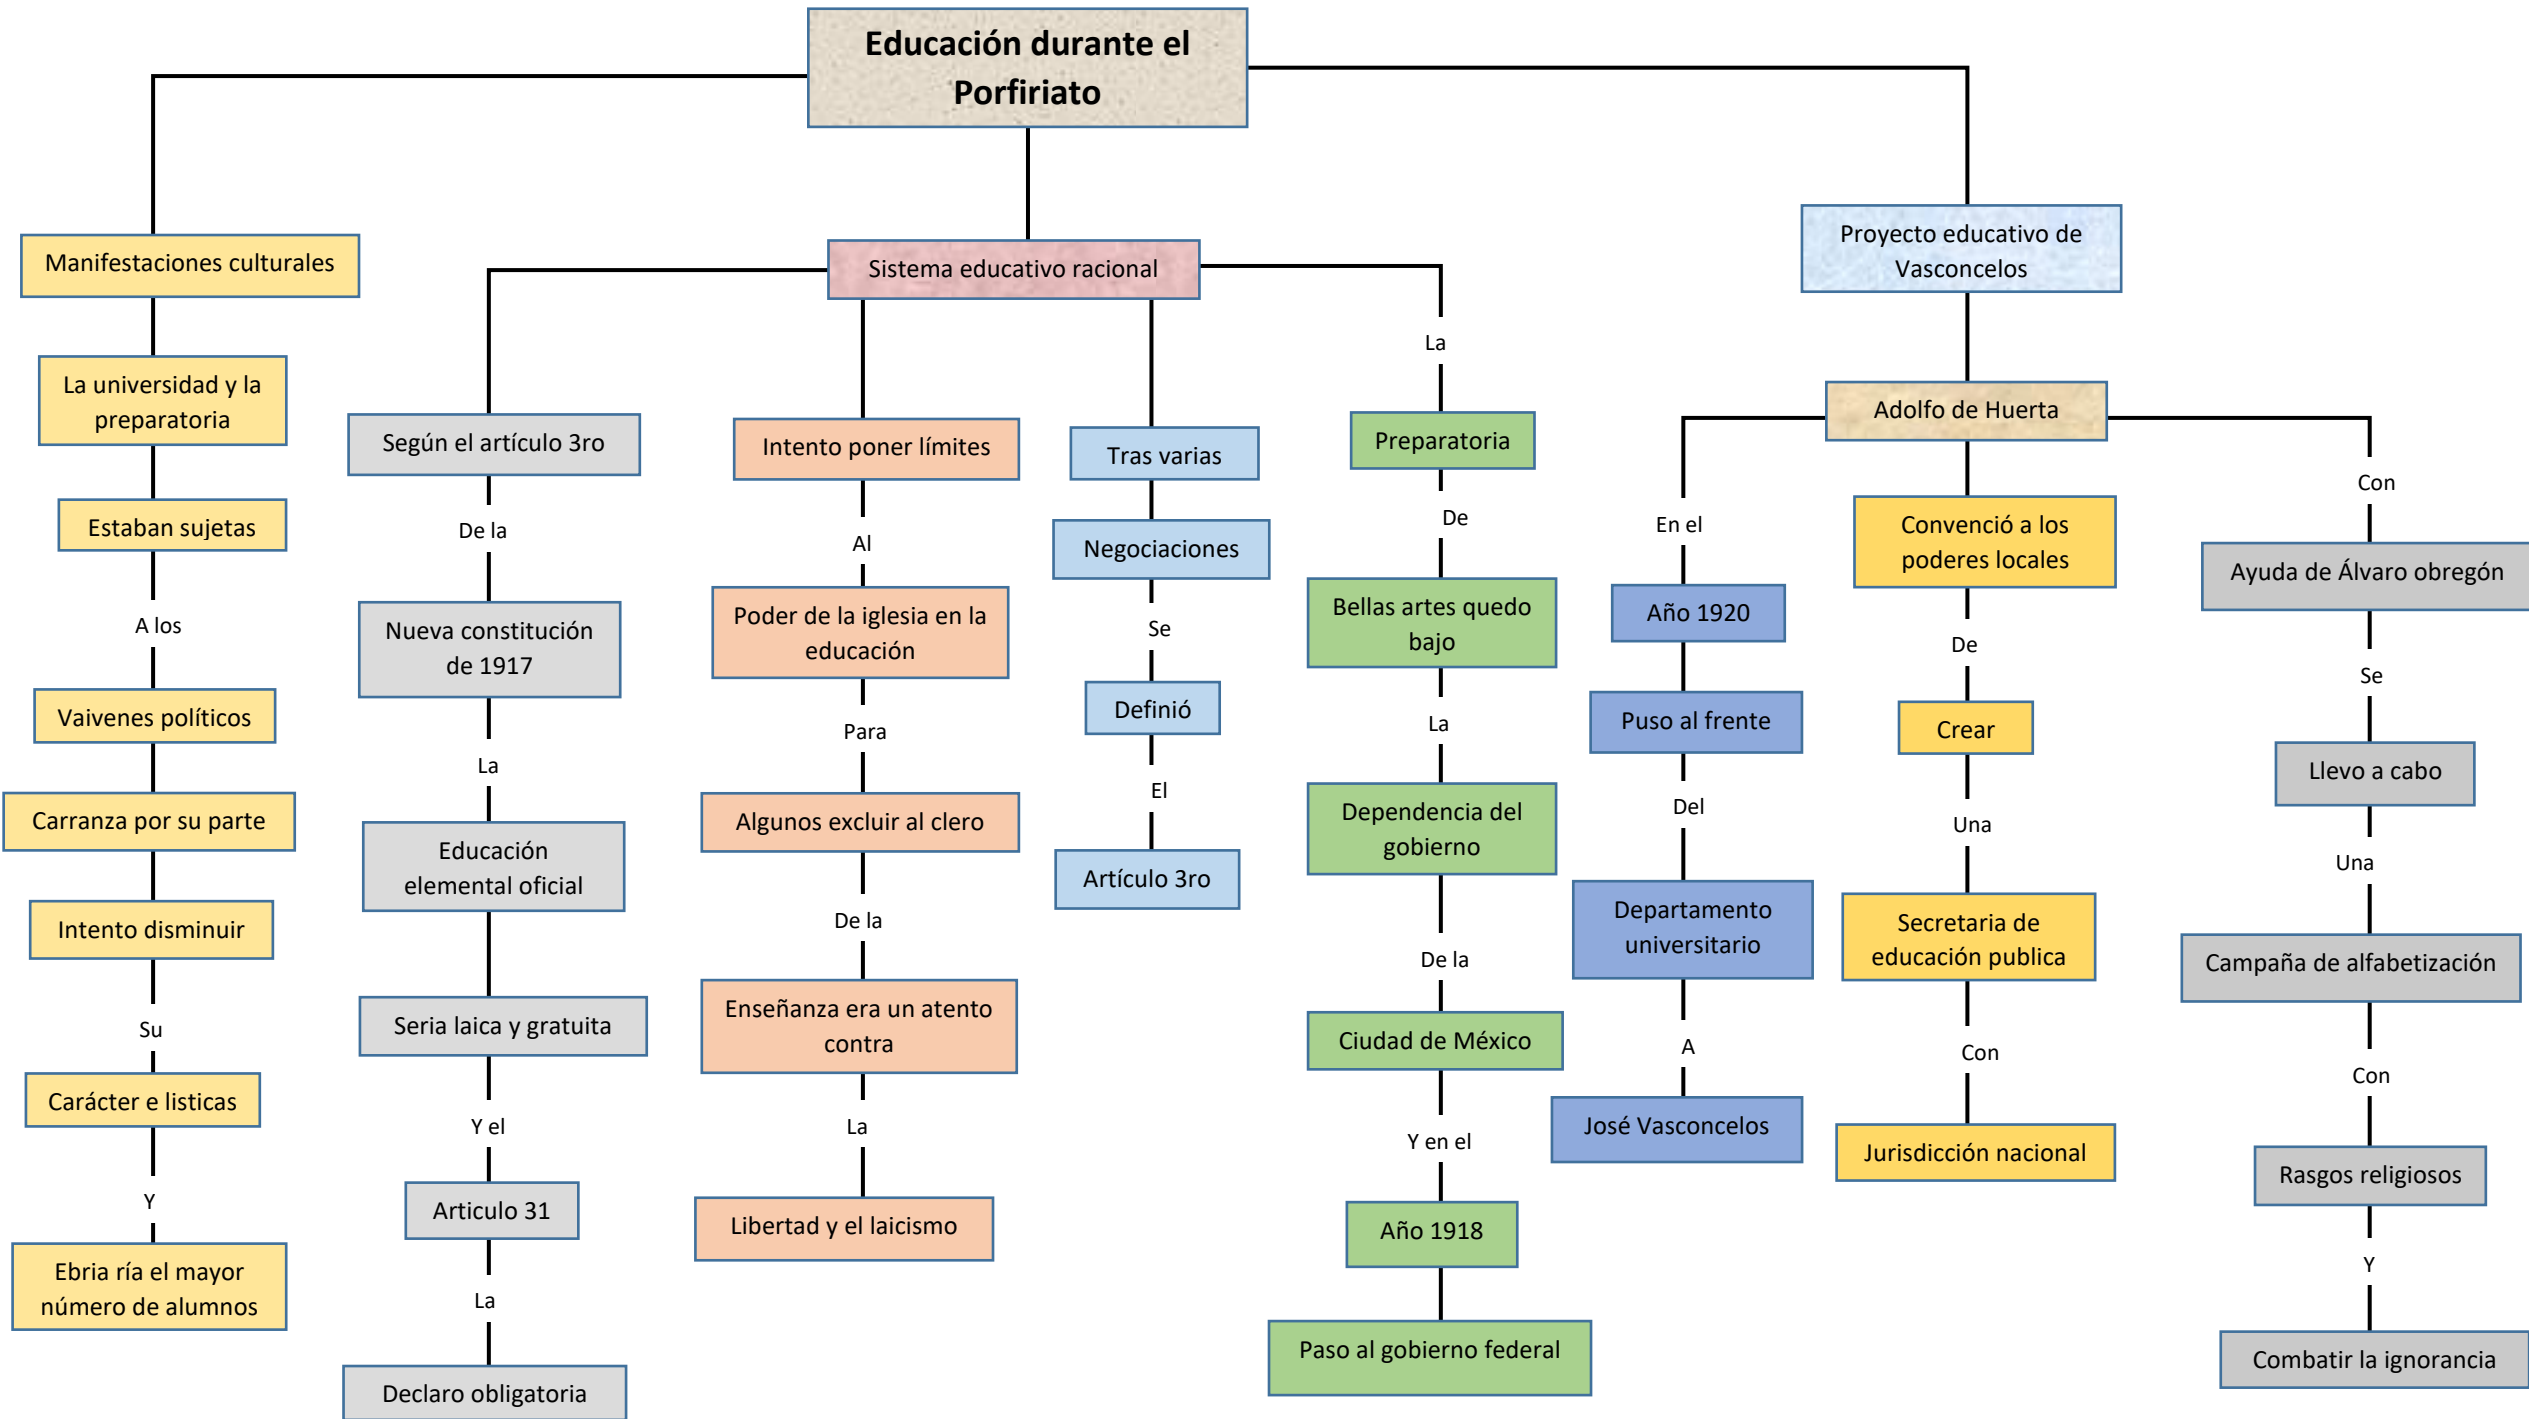 Educación durante el
Porfiriato
Manifestaciones culturales
La universidad y la
preparatoria
Estaban sujetas
A los
Vaivenes políticos
Carranza por su parte
Intento disminuir
Su
Carácter e listicas
Y
Ebria ría el mayor
número de alumnos
Sistema educativo racional
Según el artículo 3ro
De la
Nueva constitución
de 1917
La
Educación
elemental oficial
Seria laica y gratuita
Y el
Articulo 31
La
Declaro obligatoria
Intento poner límites
Al
Poder de la iglesia en la
educación
Para
Algunos excluir al clero
De la
Enseñanza era un atento
contra
La
Libertad y el laicismo
Tras varias
Negociaciones
Se
Definió
El
Artículo 3ro
La
Preparatoria
De
Bellas artes quedo
bajo
La
Dependencia del
gobierno
De la
Ciudad de México
Y en el
Año 1918
Paso al gobierno federal
Proyecto educativo de
Vasconcelos
Adolfo de Huerta
En el
Año 1920
Puso al frente
Del
Departamento
universitario
A
José Vasconcelos
Convenció a los
poderes locales
De
Crear
Una
Secretaria de
educación publica
Con
Jurisdicción nacional
Con
Ayuda de Álvaro obregón
Se
Llevo a cabo
Una
Campaña de alfabetización
Con
Rasgos religiosos
Y
Combatir la ignorancia